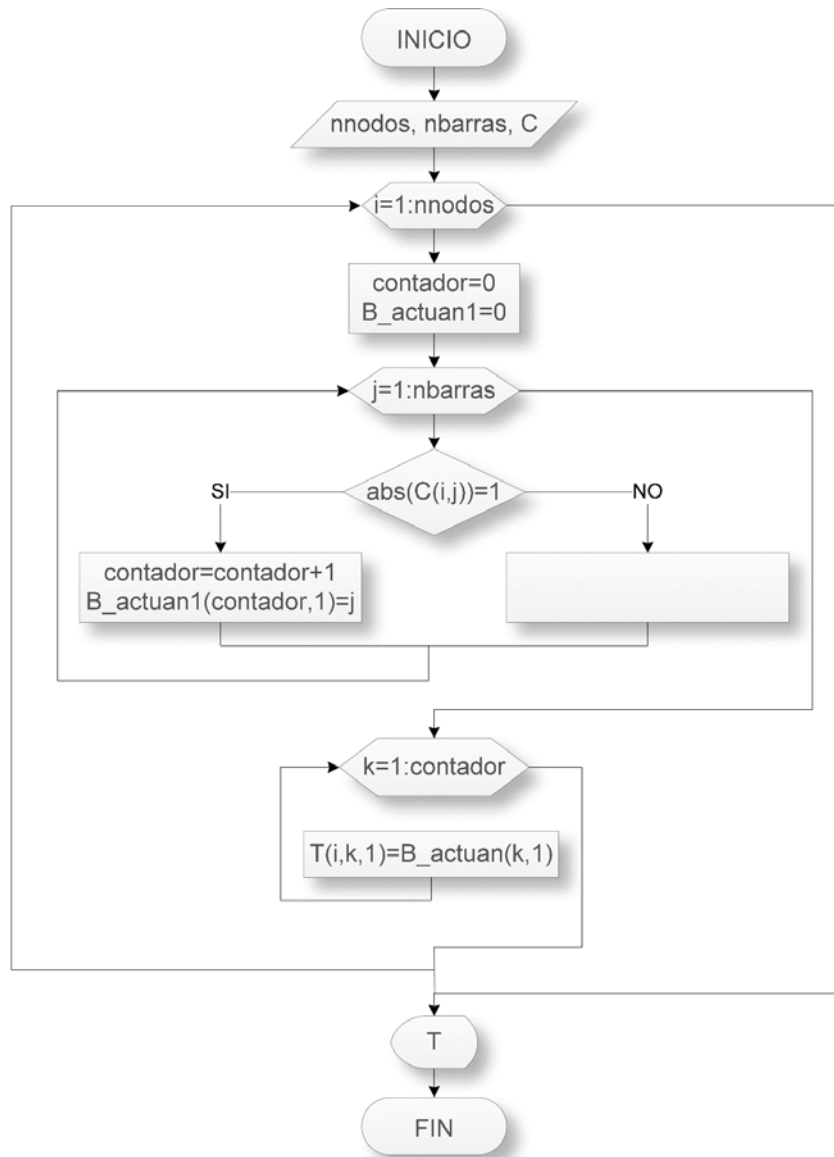 INICIO
nnodos, nbarras, C
i=1:nnodos
contador=0
B_actuan1=0
j=1:nbarras
abs(C(i,j))=1
SI
NO
contador=contador+1
B_actuan1(contador,1)=j
k=1:contador
T(i,k,1)=B_actuan(k,1)
T
FIN